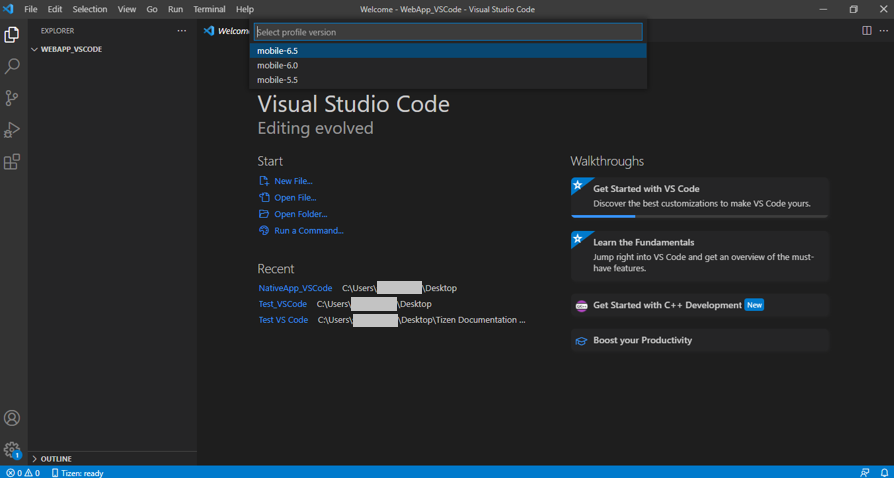 File Edit Selection View Go Run Terminal Help
Welcome - WebApp_VSCode - Visual Studio Code
EXPLORER
WEBAPP_VSCODE
Welcome
Select profile version
mobile-6.5
mobile-6.0
mobile-5.5
Visual Studio Code
Editing evolved
Start
New File...
Open File...
Open Folder...
Run a Command...
Recent
NativeApp_VSCode C:\Users\ \Desktop
Test_VSCode C:\Users\ \Desktop
Test VS Code C:\Users\ \Desktop\Tizen Documentation ...
Walkthroughs
Get Started with VS Code
Discover the best customizations to make VS Code yours.
Learn the Fundamentals
Jump right into VS Code and get an overview of the must-
have features.
Get Started with C++ Development New
Boost your Productivity
OUTLINE
1
0 0 Tizen: ready